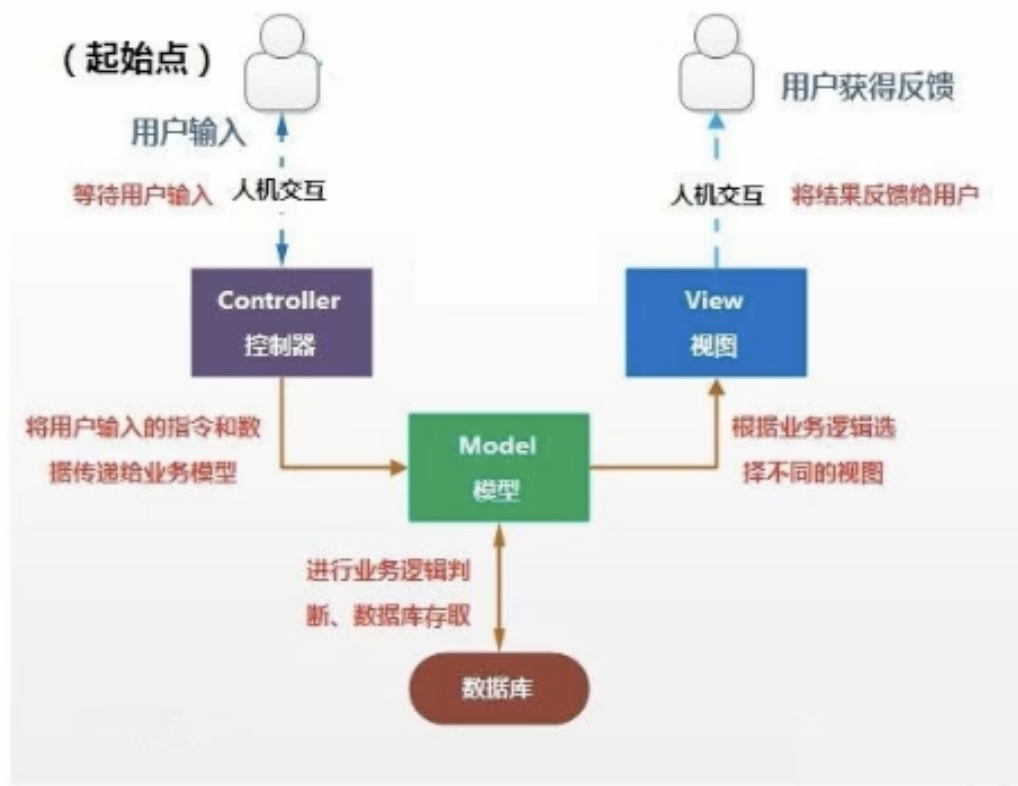 （起始点）
用户获得反馈
用户输入
等待用户输入
人机交互
人机交互
将结果反馈给用户
Controller
控制器
View
视图
将用户输入的指令和数
据传递给业务模型
Model
模型
根据业务逻辑选
择不同的视图
进行业务逻辑判
断、数据库存取
数据库